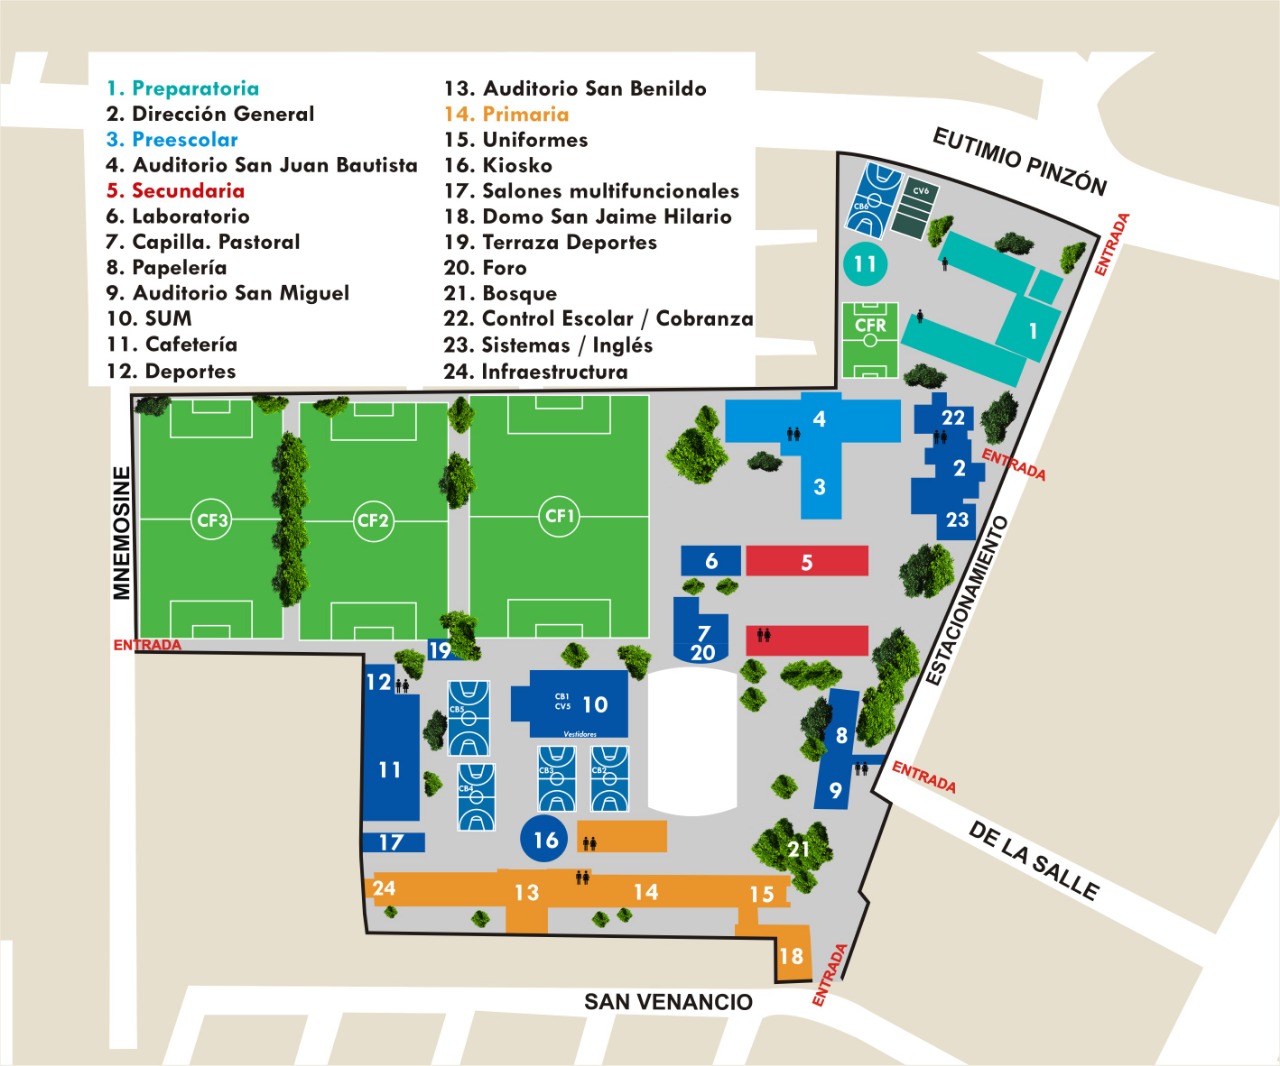 1. Preparatoria
2. Dirección General
3. Preescolar
4. Auditorio San Juan Bautista
5. Secundaria
6. Laboratorio
7. Capilla. Pastoral
8. Papelería
9. Auditorio San Miguel
10. SUM
11. Cafetería
12. Deportes
13. Auditorio San Benildo
14. Primaria
15. Uniformes
16. Kiosko
17. Salones multifuncionales
18. Domo San Jaime Hilario
19. Terraza Deportes
20. Foro
21. Bosque
22. Control Escolar / Cobranza
23. Sistemas / Inglés
24. Infraestructura
EUTIMIO PINZÓN
ENTRADA
CB6
CV6
11
CFR
1
4
22
2
ENTRADA
3
23
MNEMOSINE
CF3
CF2
CF1
6
5
ESTACIONAMIENTO
7
20
ENTRADA
19
12
CB5
CB1
CV5
10
Vestidores
8
11
CB4
CB3
CB2
9
ENTRADA
17
16
21
DE LA SALLE
24
13
14
15
18
ENTRADA
SAN VENANCIO